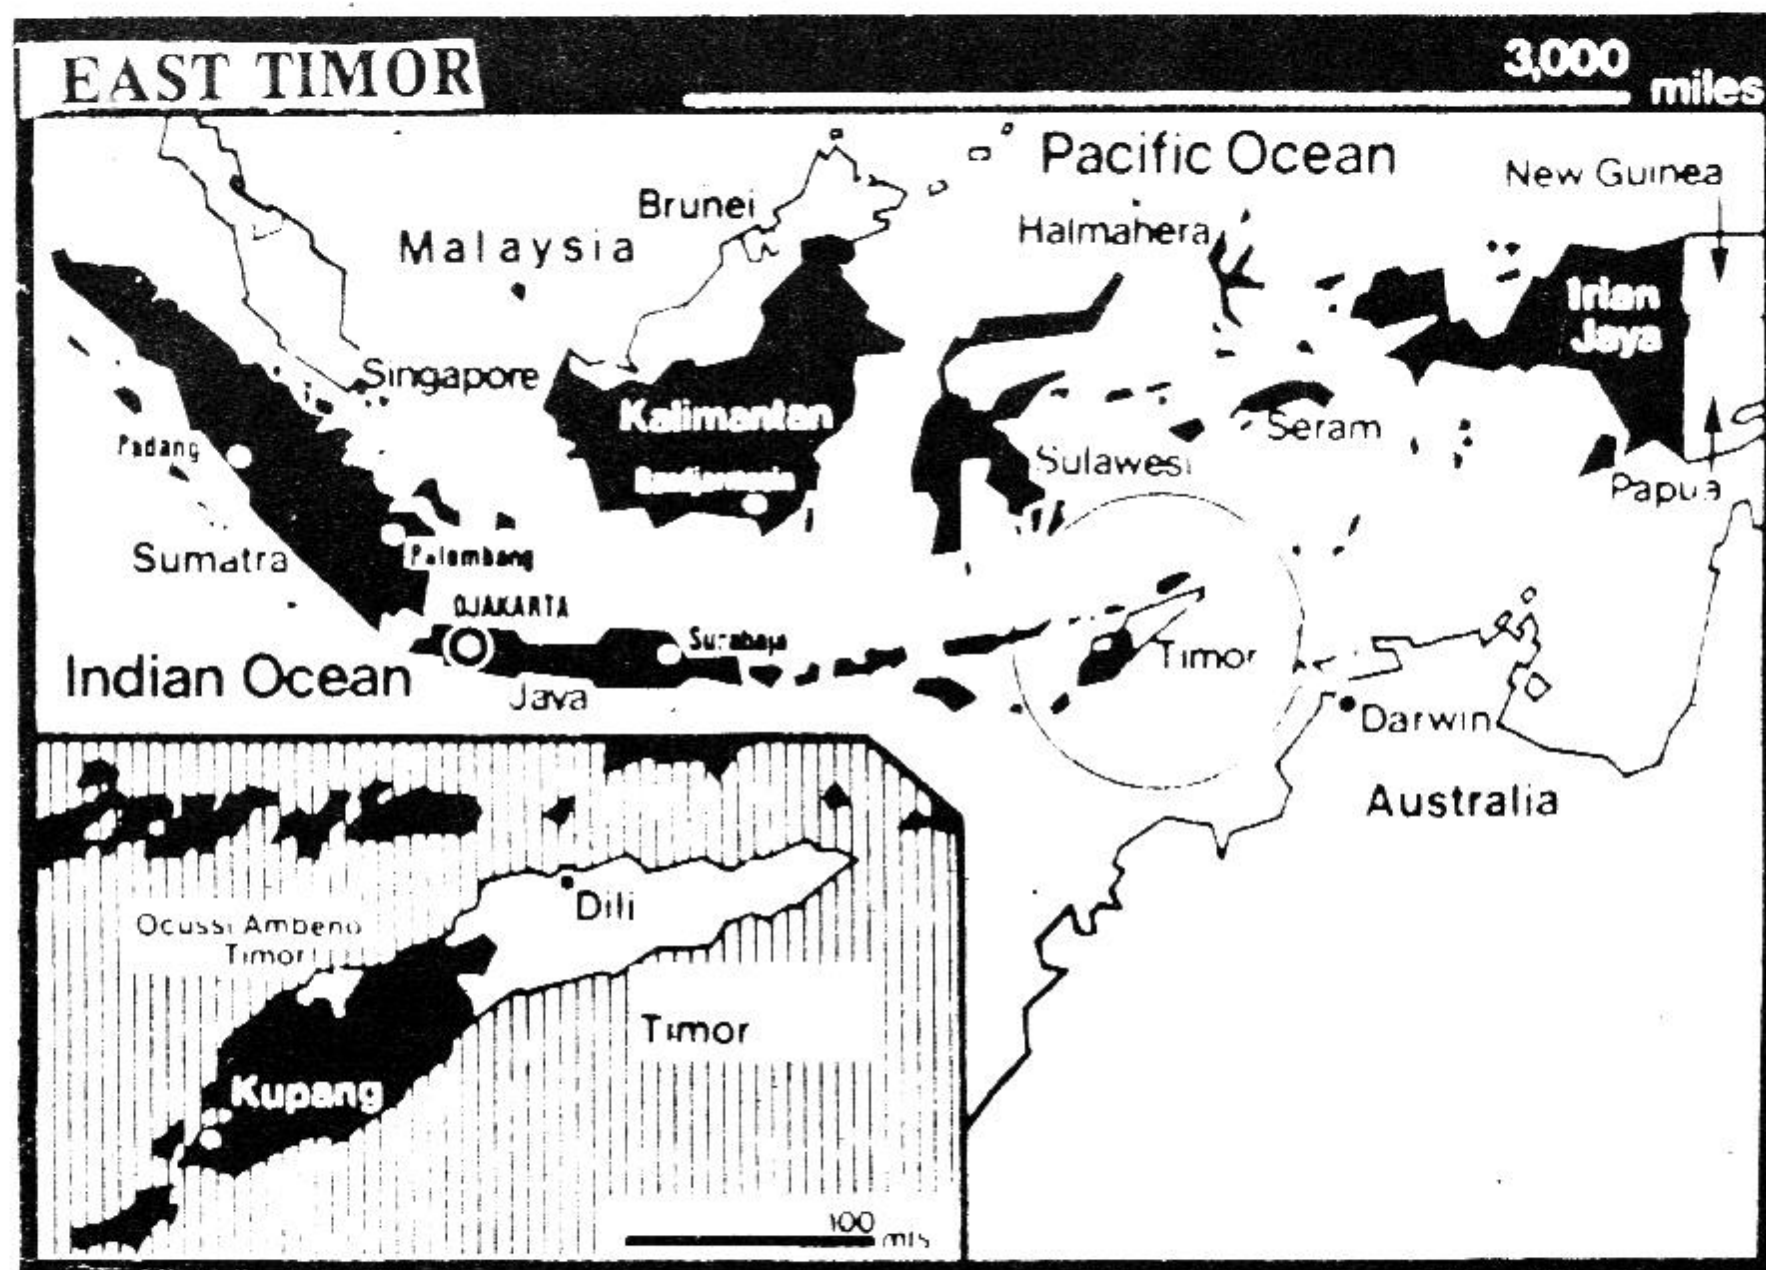 EAST TIMOR
3,000 miles
Pacific Ocean
New Guinea
Brunei
Malaysia
Halmahera
Irian
Jaya
Singapore
Kalimantan
Padang
Seram
Sulawesi
Papua
Sumatra
Palembang
DJAKARTA
Surabaja
Timor
Indian Ocean
Java
Darwin
Australia
Dili
Ocussi Ambeno
Timor
Timor
Kupang
100
mls